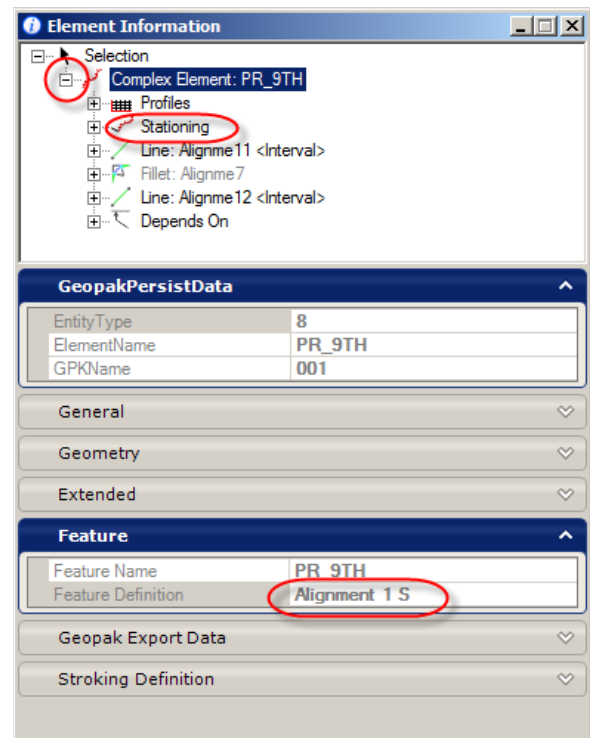 Element Information
Selection
Complex Element: PR_9TH
Profiles
Stationing
Line: Alignme11 <Interval>
Fillet: Alignme7
Line: Alignme12 <Interval>
Depends On
GeopakPersistData
EntityType 8
ElementName PR_9TH
GPKName 001
General
Geometry
Extended
Feature
Feature Name PR_9TH
Feature Definition Alignment 1 S
Geopak Export Data
Stroking Definition